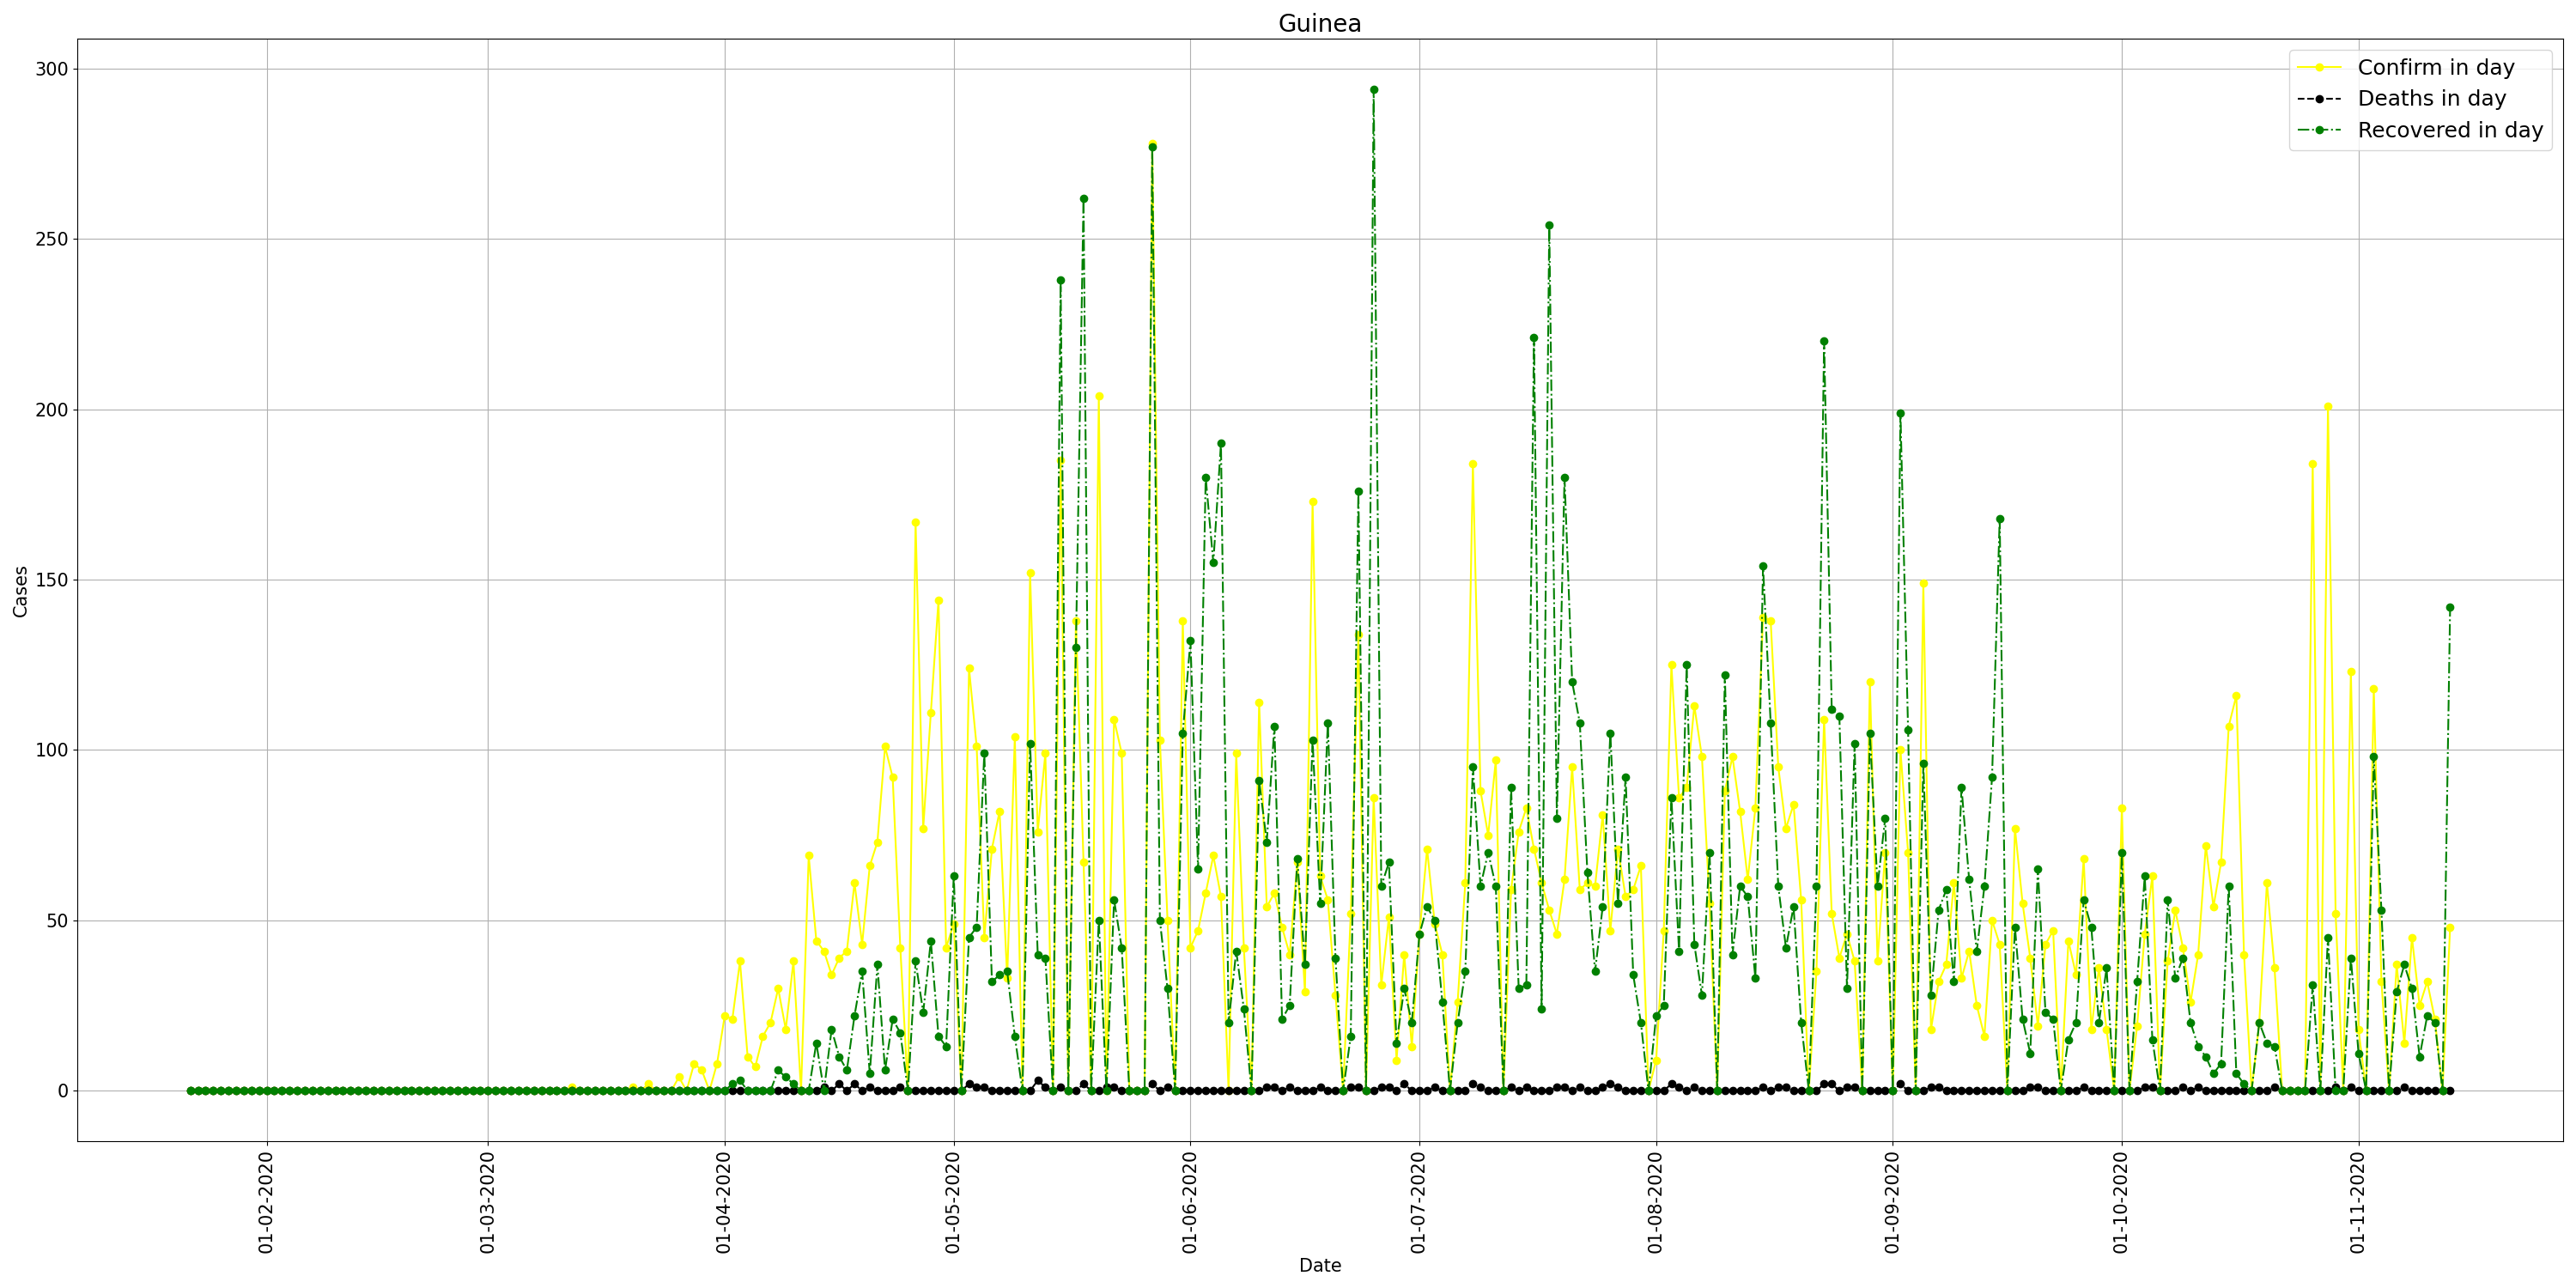 Guinea
Confirm in day
Deaths in day
Recovered in day
300
250
200
150
100
50
0
Cases
01-02-2020
01-03-2020
01-04-2020
01-05-2020
01-06-2020
01-07-2020
01-08-2020
01-09-2020
01-10-2020
01-11-2020
Date